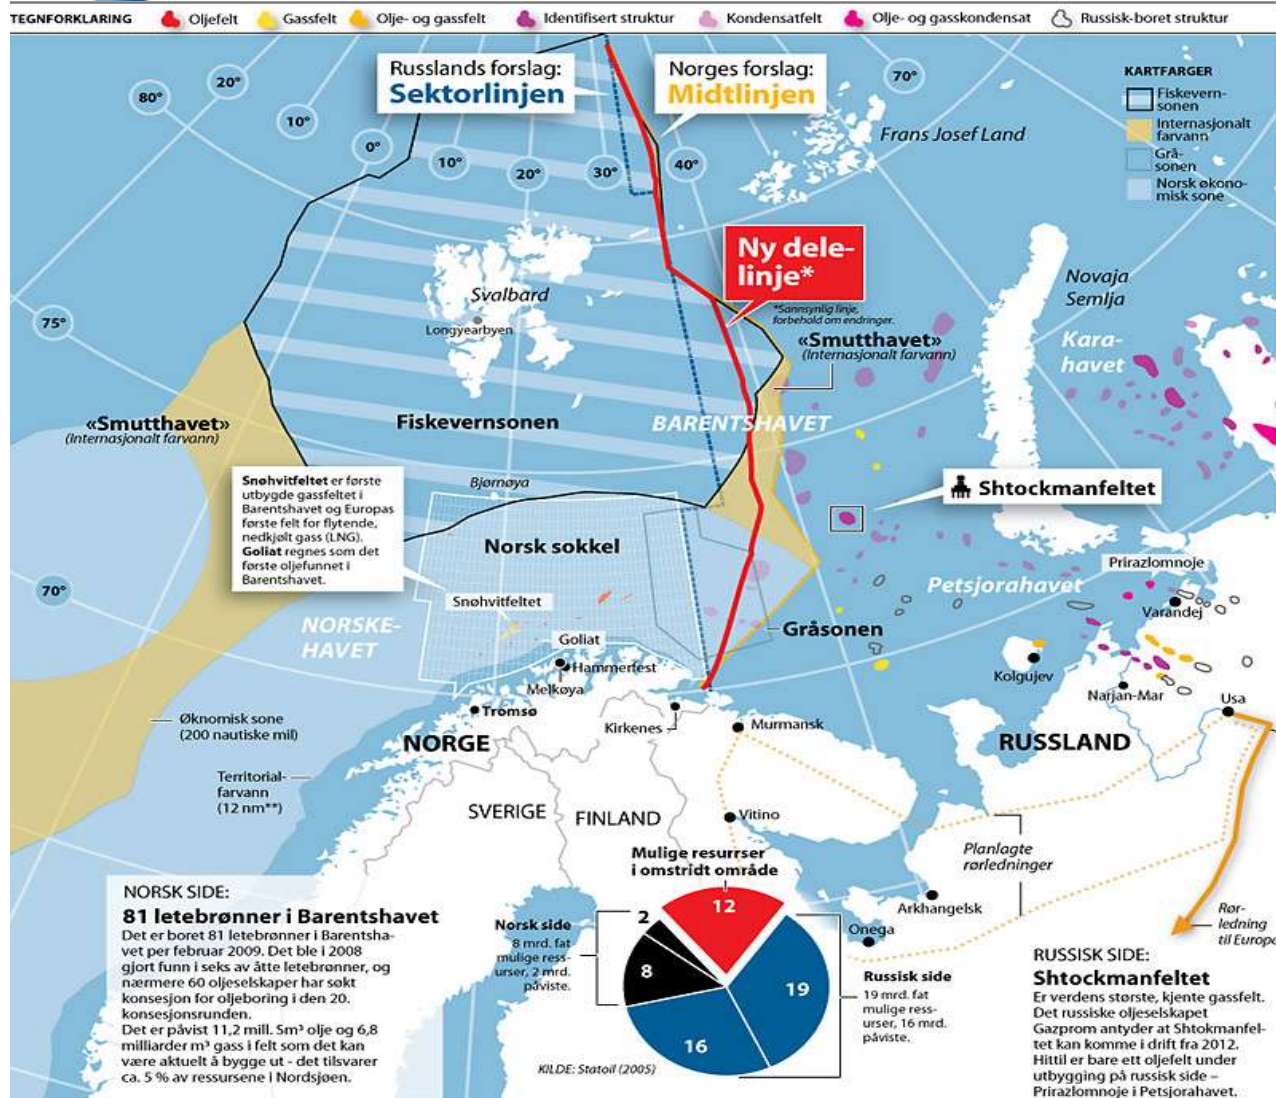 TEGNFORKLARING
Oljefelt
Gassfelt
Olje- og gassfelt
Identifisert struktur
Kondensatfelt
Olje- og gasskondensat
Russisk-boret struktur
Russlands forslag:
Sektorlinjen
Norges forslag:
Midtlinjen
80°
20°
10°
0°
10°
20°
30°
40°
70°
75°
70°
KARTFARGER
Fiskevern-
sonen
Internasjonalt
farvann
Grå-
sonen
Norsk økono-
misk sone
Frans Josef Land
Ny dele-
linje*
*Sannsynlig linje,
forbehold om endringer.
Svalbard
Longyearbyen
Novaja
Semlja
Kara-
havet
«Smutthavet»
(Internasjonalt farvann)
«Smutthavet»
(Internasjonalt farvann)
Fiskevernsonen
BARENTSHAVET
Bjørnøya
Snøhvitfeltet er første
utbygde gassfeltet i
Barentshavet og Europas
første felt for flytende,
nedkjølt gass (LNG).
Goliat regnes som det
første oljefunnet i
Barentshavet.
Shtockmanfeltet
Norsk sokkel
Snøhvitfeltet
Petsjorahavet
Prirazlomnoje
Varandej
NORSKE-
HAVET
Goliat
Hammerfest
Melkøya
Gråsonen
Kolgujev
Narjan-Mar
Usa
Tromsø
Kirkenes
Murmansk
Øknomisk sone
(200 nautiske mil)
NORGE
RUSSLAND
Territorial-
farvann
(12 nm**)
SVERIGE
FINLAND
Vitino
Planlagte
rørledninger
Arkhangelsk
Onega
Rør-
ledning
til Europa
Mulige resurrser
i omstridt område
12
2
8
16
19
Norsk side
8 mrd. fat
mulige ress-
urser, 2 mrd.
påviste.
Russisk side
19 mrd. fat
mulige ress-
urser, 16 mrd.
påviste.
KILDE: Statoil (2005)
NORSK SIDE:
81 letebrønner i Barentshavet
Det er boret 81 letebrønner i Barentsha-
vet per februar 2009. Det ble i 2008
gjort funn i seks av åtte letebrønner, og
nærmere 60 oljeselskaper har søkt
konsesjon for oljeboring i den 20.
konsesjonsrunden.
Det er påvist 11,2 mill. Sm³ olje og 6,8
milliarder m³ gass i felt som det kan
være aktuelt å bygge ut - det tilsvarer
ca. 5 % av ressursene i Nordsjøen.
RUSSISK SIDE:
Shtockmanfeltet
Er verdens største, kjente gassfelt.
Det russiske oljeselskapet
Gazprom antyder at Shtokmanfel-
tet kan komme i drift fra 2012.
Hittil er bare ett oljefelt under
utbygging på russisk side –
Prirazlomnoje i Petsjorahavet.